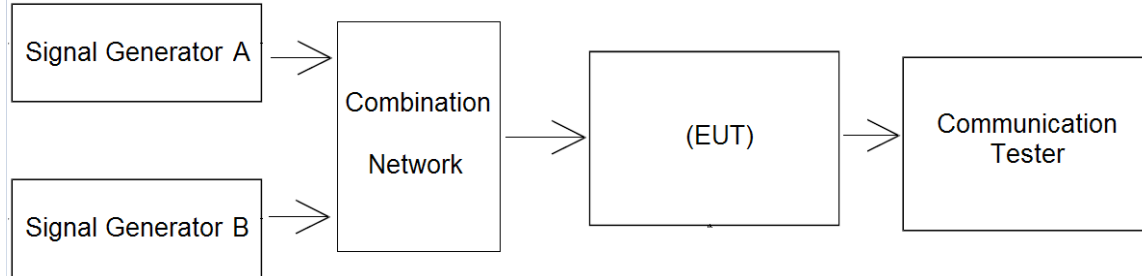 Signal Generator A
Signal Generator B
Combination
Network
(EUT)
Communication
Tester